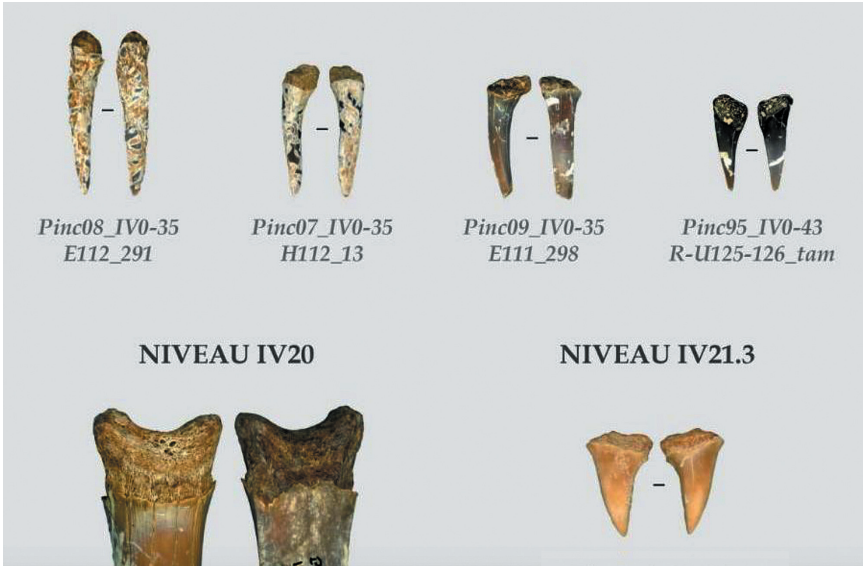 Pinc08_IV0-35
E112_291
Pinc07_IV0-35
H112_13
Pinc09_IV0-35
E111_298
Pinc95_IV0-43
R-U125-126_tam
NIVEAU IV20
NIVEAU IV21.3